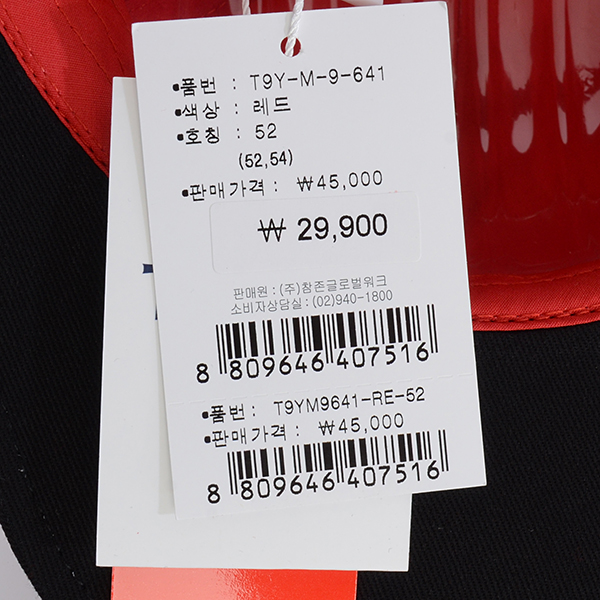 •품번 : T9Y-M-9-641
•색상 : 레드
•호칭 : 52
(52,54)
•판매가격 : ₩45,000
₩ 29,900
판매원 : (주)참존글로벌워크
소비자상담실 : (02)940-1800
8 809646 407516
•품번 : T9YM9641-RE-52
•판매가격 : ₩45,000
8 809646 407516